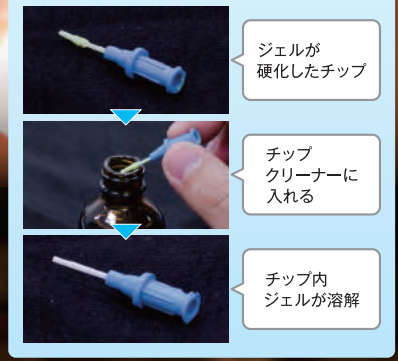 ジェルが
硬化したチップ
チップ
クリーナーに
入れる
チップ内
ジェルが溶解